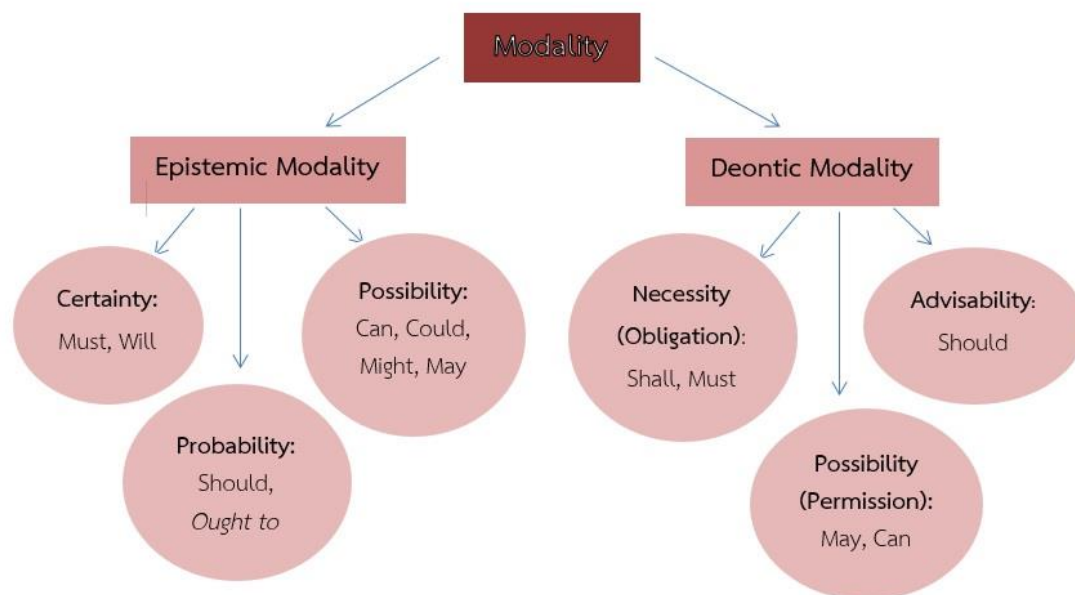 Modality
Epistemic Modality
Deontic Modality
Certainty:
Must, Will
Probability:
Should,
Ought to
Possibility:
Can, Could,
Might, May
Necessity
(Obligation):
Shall, Must
Possibility
(Permission):
May, Can
Advisability:
Should